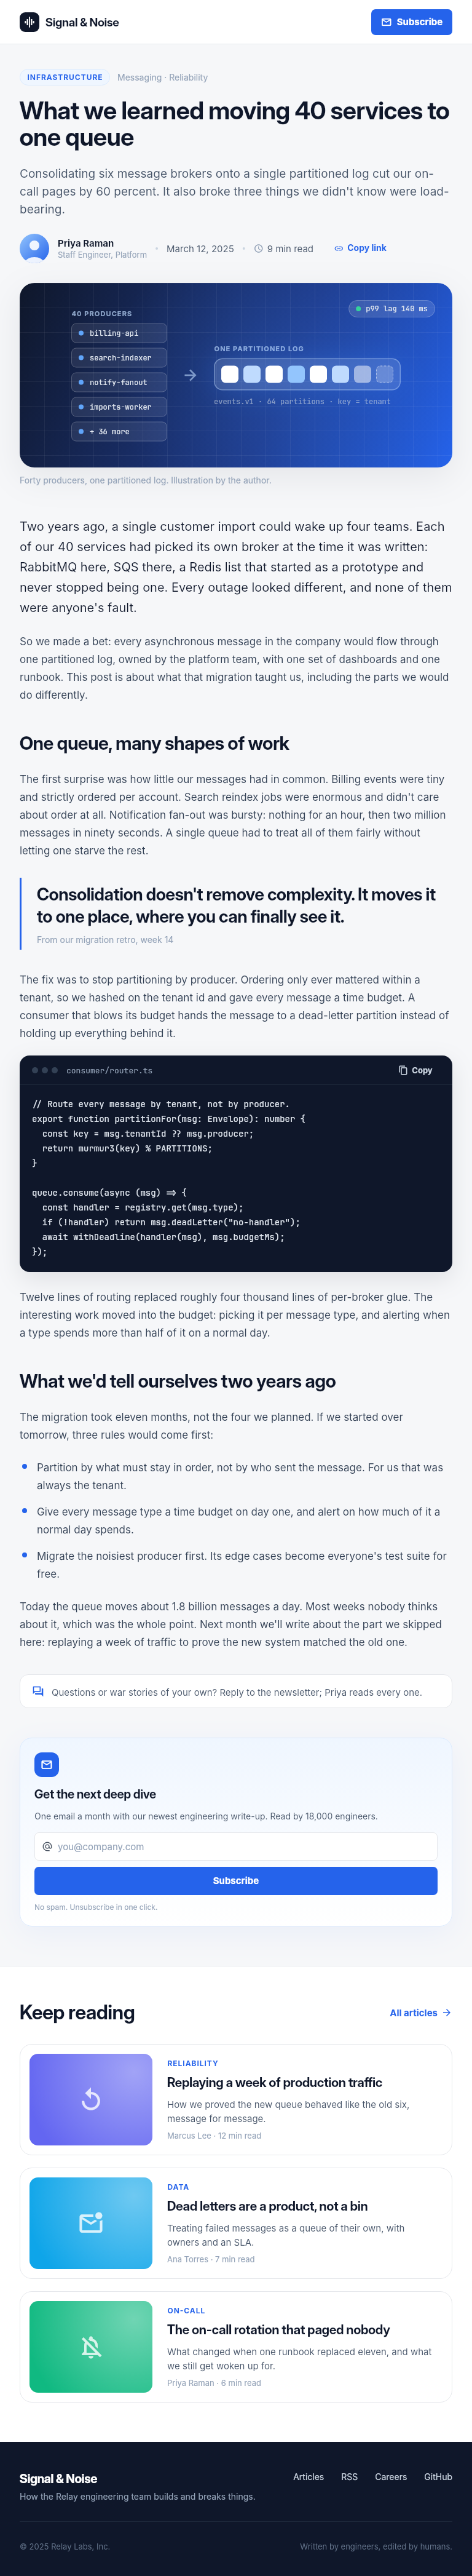 Signal & Noise
Subscribe
INFRASTRUCTURE
Messaging · Reliability
What we learned moving 40 services to
one queue
Consolidating six message brokers onto a single partitioned log cut our on-
call pages by 60 percent. It also broke three things we didn't know were load-
bearing.
Priya Raman
Staff Engineer, Platform
March 12, 2025
9 min read
Copy link
p99 lag 140 ms
40 PRODUCERS
billing-api
search-indexer
notify-fanout
imports-worker
+ 36 more
ONE PARTITIONED LOG
events.v1 · 64 partitions · key = tenant
Forty producers, one partitioned log. Illustration by the author.
Two years ago, a single customer import could wake up four teams. Each
of our 40 services had picked its own broker at the time it was written:
RabbitMQ here, SQS there, a Redis list that started as a prototype and
never stopped being one. Every outage looked different, and none of them
were anyone's fault.
So we made a bet: every asynchronous message in the company would flow through
one partitioned log, owned by the platform team, with one set of dashboards and one
runbook. This post is about what that migration taught us, including the parts we would
do differently.
One queue, many shapes of work
The first surprise was how little our messages had in common. Billing events were tiny
and strictly ordered per account. Search reindex jobs were enormous and didn't care
about order at all. Notification fan-out was bursty: nothing for an hour, then two million
messages in ninety seconds. A single queue had to treat all of them fairly without
letting one starve the rest.
Consolidation doesn't remove complexity. It moves it
to one place, where you can finally see it.
From our migration retro, week 14
The fix was to stop partitioning by producer. Ordering only ever mattered within a
tenant, so we hashed on the tenant id and gave every message a time budget. A
consumer that blows its budget hands the message to a dead-letter partition instead of
holding up everything behind it.
consumer/router.ts
Copy
// Route every message by tenant, not by producer.
export function partitionFor(msg: Envelope): number {
const key = msg.tenantId ?? msg.producer;
return murmur3(key) % PARTITIONS;
}
queue.consume(async (msg) => {
const handler = registry.get(msg.type);
if (!handler) return msg.deadLetter("no-handler");
await withDeadline(handler(msg), msg.budgetMs);
});
Twelve lines of routing replaced roughly four thousand lines of per-broker glue. The
interesting work moved into the budget: picking it per message type, and alerting when
a type spends more than half of it on a normal day.
What we'd tell ourselves two years ago
The migration took eleven months, not the four we planned. If we started over
tomorrow, three rules would come first:
Partition by what must stay in order, not by who sent the message. For us that was
always the tenant.
Give every message type a time budget on day one, and alert on how much of it a
normal day spends.
Migrate the noisiest producer first. Its edge cases become everyone's test suite for
free.
Today the queue moves about 1.8 billion messages a day. Most weeks nobody thinks
about it, which was the whole point. Next month we'll write about the part we skipped
here: replaying a week of traffic to prove the new system matched the old one.
Questions or war stories of your own? Reply to the newsletter; Priya reads every one.
Get the next deep dive
One email a month with our newest engineering write-up. Read by 18,000 engineers.
you@company.com
Subscribe
No spam. Unsubscribe in one click.
Keep reading
All articles
RELIABILITY
Replaying a week of production traffic
How we proved the new queue behaved like the old six,
message for message.
Marcus Lee · 12 min read
DATA
Dead letters are a product, not a bin
Treating failed messages as a queue of their own, with
owners and an SLA.
Ana Torres · 7 min read
ON-CALL
The on-call rotation that paged nobody
What changed when one runbook replaced eleven, and what
we still get woken up for.
Priya Raman · 6 min read
Signal & Noise
How the Relay engineering team builds and breaks things.
Articles
RSS
Careers
GitHub
© 2025 Relay Labs, Inc.
Written by engineers, edited by humans.